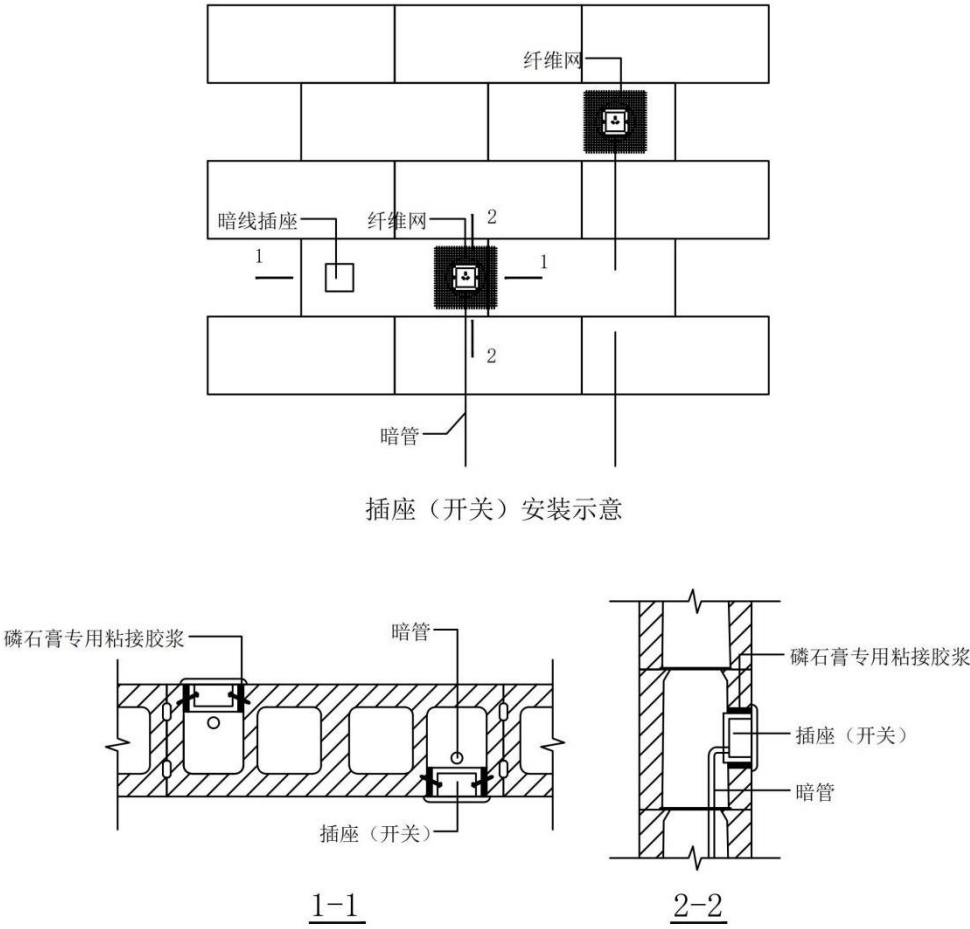 纤维网
暗线插座
纤维网
2
1
1
2
暗管
插座（开关）安装示意
磷石膏专用粘接胶浆
暗管
插座（开关）
1-1
磷石膏专用粘接胶浆
插座（开关）
暗管
2-2